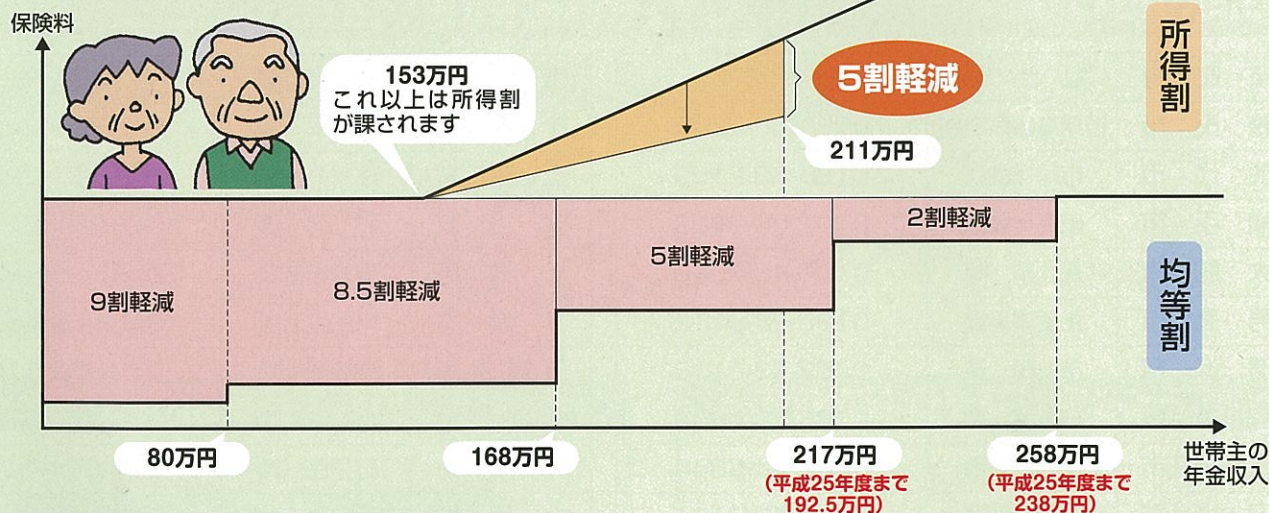 保険料
153万円
これ以上は所得割
が課されます
5割軽減
211万円
所得割
9割軽減
8.5割軽減
5割軽減
2割軽減
均等割
80万円
168万円
217万円
(平成25年度まで
192.5万円)
258万円
(平成25年度まで
238万円)
世帯主の
年金収入